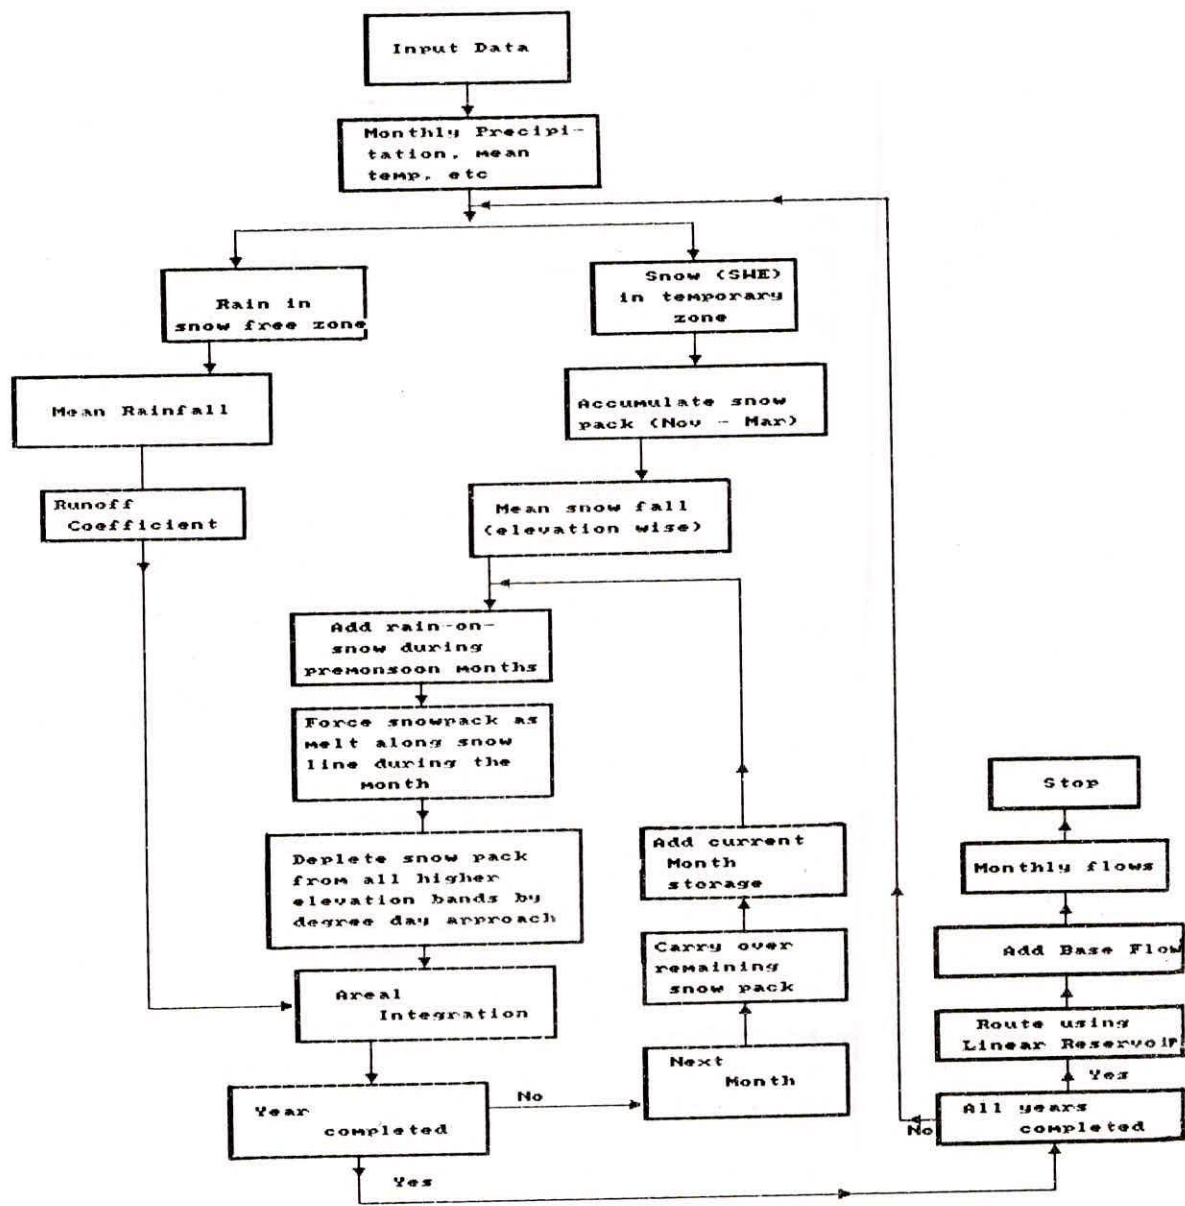 Input Data
Monthly Precipi-
tation, mean
temp, etc
Rain in
snow free zone
Snow (SWE)
in temporary
zone
Mean Rainfall
Accumulate snow
pack (Nov - Mar)
Runoff
Coefficient
Mean snow fall
(elevation wise)
Add rain-on-
snow during
premonsoon months
Force snowpack as
melt along snow
line during the
month
Deplete snow pack
from all higher
elevation bands by
degree day approach
Areal
Integration
Year
completed
No
Yes
Next
Month
Carry over
remaining
snow pack
Add current
Month
storage
All years
completed
No
Yes
Route using
Linear Reservoir
Add Base Flow
Monthly flows
Stop